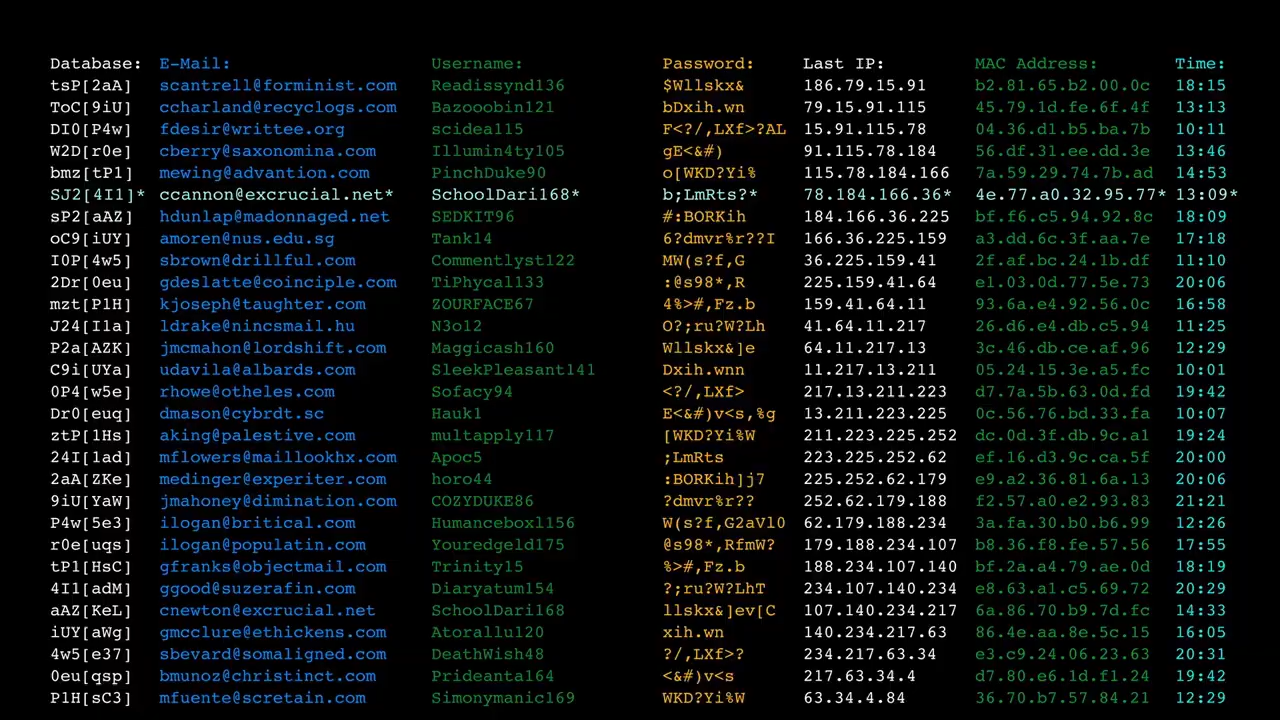 Database: E-Mail: Username: Password: Last IP: MAC Address: Time:
tsP[2aA] scantrell@forminist.com Readissynd136 $Wllskx& 186.79.15.91 b2.81.65.b2.00.0c 18:15
ToC[9iU] ccharland@recyclogs.com Bazooobin121 bDxih.wn 79.15.91.115 45.79.1d.fe.6f.4f 13:13
DI0[P4w] fdesir@writtee.org scidea115 F<?/,LXf>?AL 15.91.115.78 04.36.d1.b5.ba.7b 10:11
W2D[r0e] cberry@saxonomina.com Illumin4ty105 gE<&#) 91.115.78.184 56.df.31.ee.dd.3e 13:46
bmz[tP1] mewing@advantion.com PinchDuke90 o[WKD?Yi% 115.78.184.166 7a.59.29.74.7b.ad 14:53
SJ2[4I1]* ccannon@excrucial.net* SchoolDari168* b;LmRts?* 78.184.166.36* 4e.77.a0.32.95.77* 13:09*
sP2[aAZ] hdunlap@madonnaged.net SEDKIT96 #:BORKih 184.166.36.225 bf.f6.c5.94.92.8c 18:09
oC9[iUY] amoren@nus.edu.sg Tank14 6?dmvr%r??I 166.36.225.159 a3.dd.6c.3f.aa.7e 17:18
I0P[4w5] sbrown@drillful.com Commentlyst122 MW(s?f,G 36.225.159.41 2f.af.bc.24.1b.df 11:10
2Dr[0eu] gdeslatte@coinciple.com TiPhycal133 :@s98*,R 225.159.41.64 e1.03.0d.77.5e.73 20:06
mzt[P1H] kjoseph@taughter.com ZOURFACE67 4%>#,Fz.b 159.41.64.11 93.6a.e4.92.56.0c 16:58
J24[I1a] ldrake@nincsmail.hu N3o12 O?;ru?W?Lh 41.64.11.217 26.d6.e4.db.c5.94 11:25
P2a[AZK] jmcmahon@lordshift.com Maggicash160 Wllskx&]e 64.11.217.13 3c.46.db.ce.af.96 12:29
C9i[UYa] udavila@albards.com SleekPleasant141 Dxih.wnn 11.217.13.211 05.24.15.3e.a5.fc 10:01
0P4[w5e] rhowe@otheles.com Sofacy94 <?/,LXf> 217.13.211.223 d7.7a.5b.63.0d.fd 19:42
Dr0[euq] dmason@cybrdt.sc Hauk1 E<&#)v<s,%g 13.211.223.225 0c.56.76.bd.33.fa 10:07
ztP[1Hs] aking@palestive.com multapply117 [WKD?Yi%W 211.223.225.252 dc.0d.3f.db.9c.a1 19:24
24I[1ad] mflowers@maillookhx.com Apoc5 ;LmRts 223.225.252.62 ef.16.d3.9c.ca.5f 20:00
2aA[ZKe] medinger@experiter.com horo44 :BORKih]j7 225.252.62.179 e9.a2.36.81.6a.13 20:06
9iU[YaW] jmahoney@dimination.com COZYDUKE86 ?dmvr%r?? 252.62.179.188 f2.57.a0.e2.93.83 21:21
P4w[5e3] ilogan@britical.com Humanceboxl156 W(s?f,G2aVl0 62.179.188.234 3a.fa.30.b0.b6.99 12:26
r0e[uqs] ilogan@populatin.com Youredgeld175 @s98*,RfmW? 179.188.234.107 b8.36.f8.fe.57.56 17:55
tP1[HsC] gfranks@objectmail.com Trinity15 %>#,Fz.b 188.234.107.140 bf.2a.a4.79.ae.0d 18:19
4I1[adM] ggood@suzerafin.com Diaryatum154 ?;ru?W?LhT 234.107.140.234 e8.63.a1.c5.69.72 20:29
aAZ[KeL] cnewton@excrucial.net SchoolDari168 llskx&]ev[C 107.140.234.217 6a.86.70.b9.7d.fc 14:33
iUY[aWg] gmcclure@ethickens.com Atorallu120 xih.wn 140.234.217.63 86.4e.aa.8e.5c.15 16:05
4w5[e37] sbevard@somaligned.com DeathWish48 ?/,LXf>? 234.217.63.34 e3.c9.24.06.23.63 20:31
0eu[qsp] bmunoz@christinct.com Prideanta164 <&#)v<s 217.63.34.4 d7.80.e6.1d.f1.24 19:42
P1H[sC3] mfuente@scretain.com Simonymanic169 WKD?Yi%W 63.34.4.84 36.70.b7.57.84.21 12:29